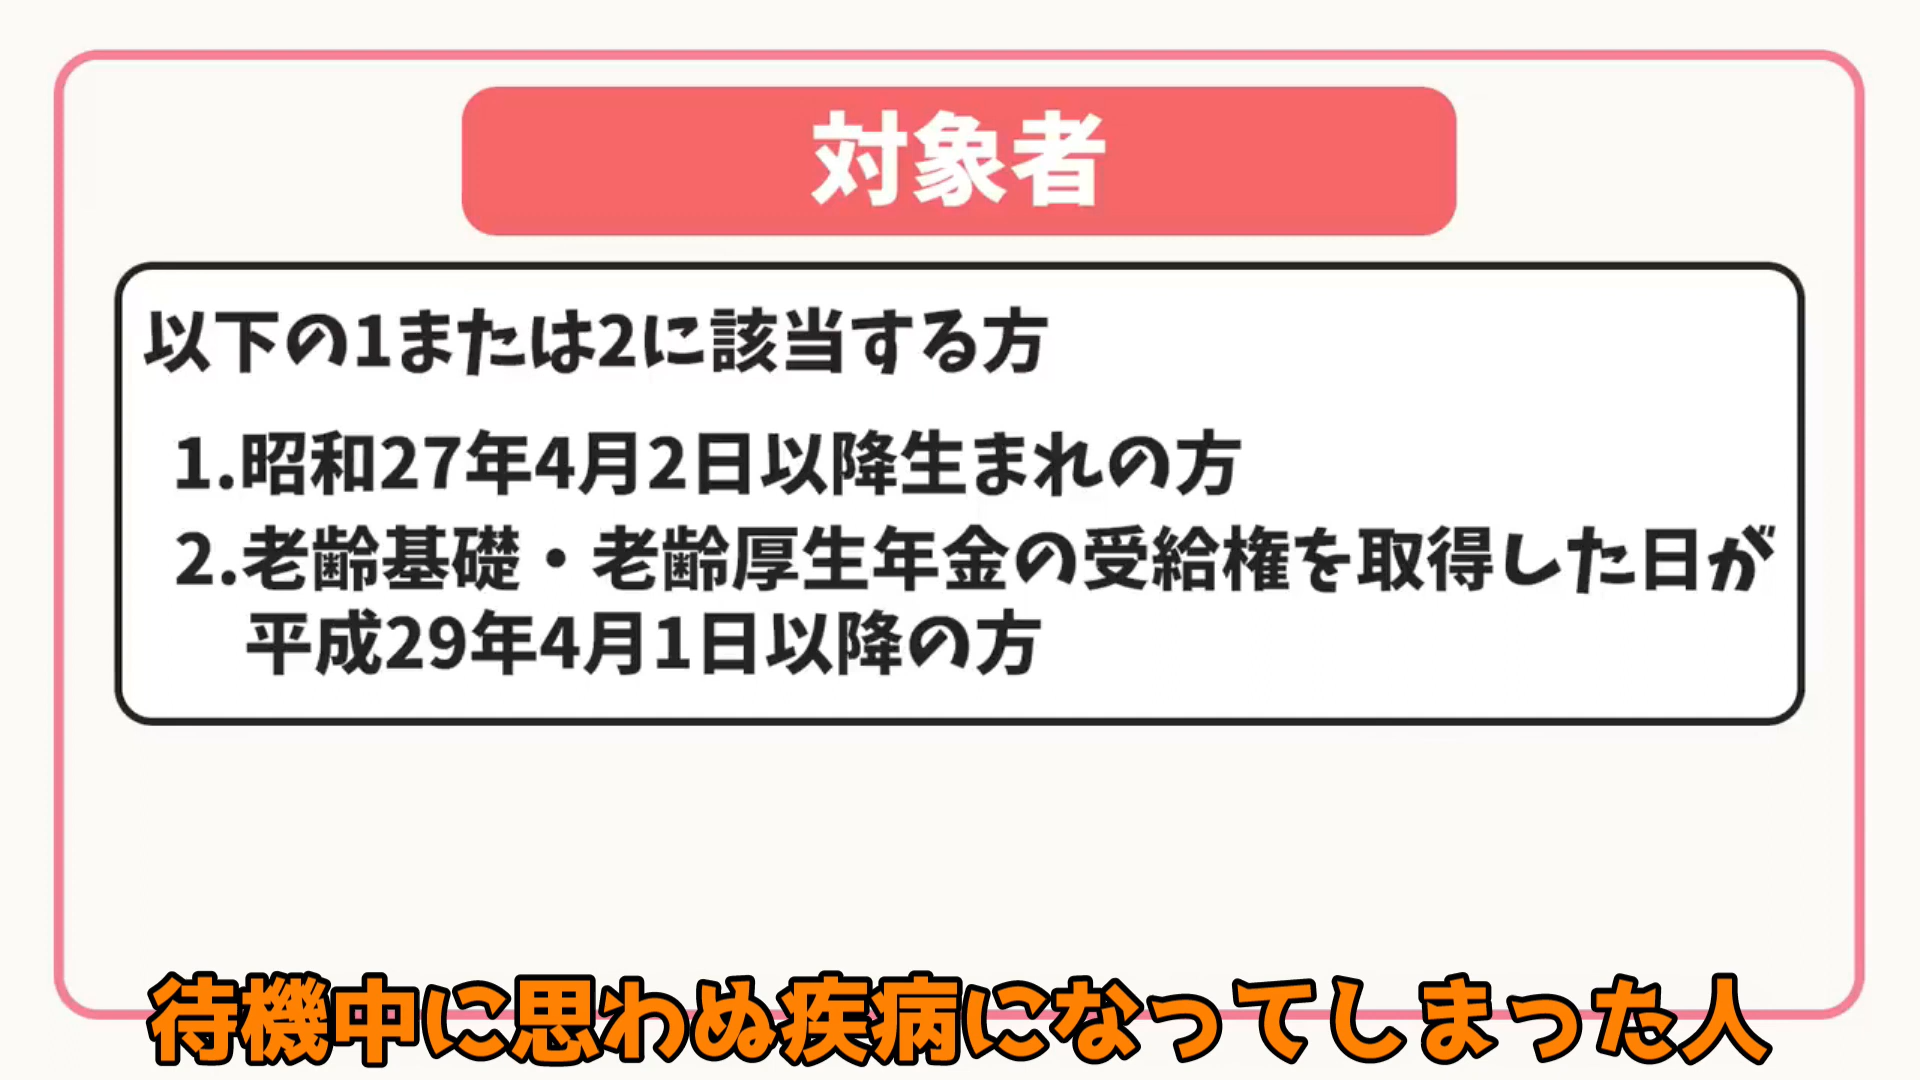 対象者
以下の1または2に該当する方
1.昭和27年4月2日以降生まれの方
2.老齢基礎・老齢厚生年金の受給権を取得した日が
平成29年4月1日以降の方
待機中に思わぬ疾病になってしまった人